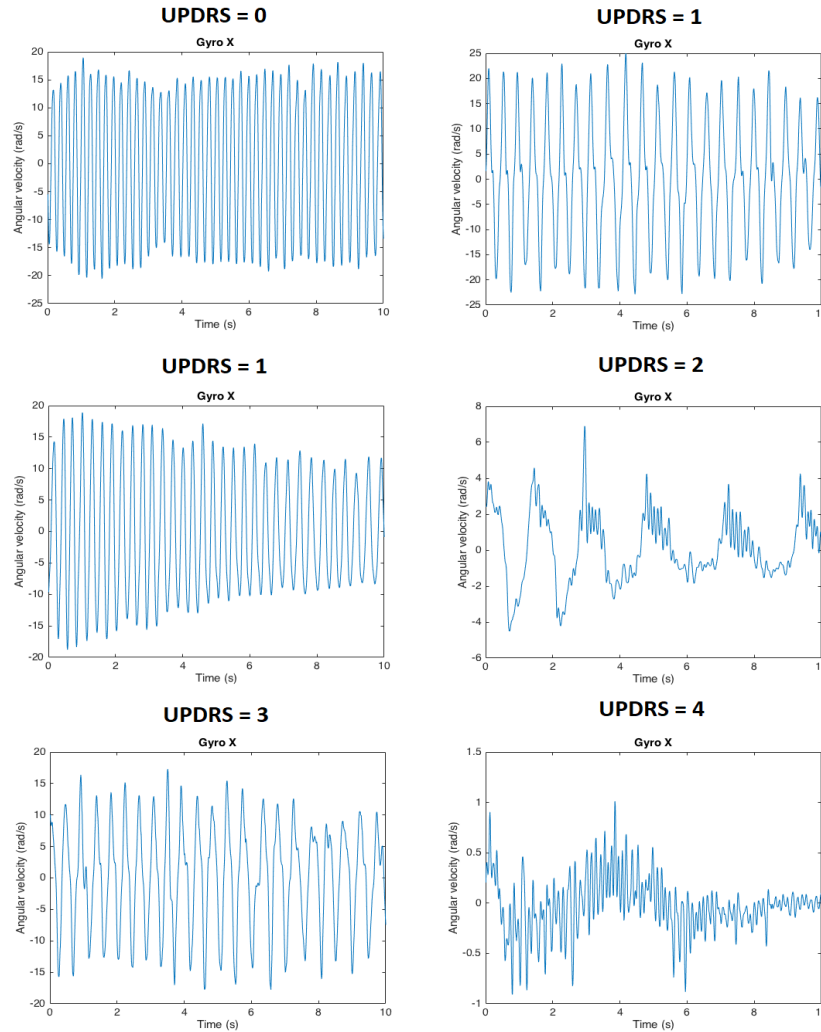 UPDRS = 0
Gyro X
20
15
10
5
0
-5
-10
-15
-20
-25
0 2 4 6 8 10
Angular velocity (rad/s)
Time (s)
UPDRS = 1
Gyro X
25
20
15
10
5
0
-5
-10
-15
-20
-25
0 2 4 6 8 10
Angular velocity (rad/s)
Time (s)
UPDRS = 1
Gyro X
20
15
10
5
0
-5
-10
-15
-20
0 2 4 6 8 10
Angular velocity (rad/s)
Time (s)
UPDRS = 2
Gyro X
8
6
4
2
0
-2
-4
-6
0 2 4 6 8 10
Angular velocity (rad/s)
Time (s)
UPDRS = 3
Gyro X
20
15
10
5
0
-5
-10
-15
-20
0 2 4 6 8 10
Angular velocity (rad/s)
Time (s)
UPDRS = 4
Gyro X
1.5
1
0.5
0
-0.5
-1
0 2 4 6 8 10
Angular velocity (rad/s)
Time (s)